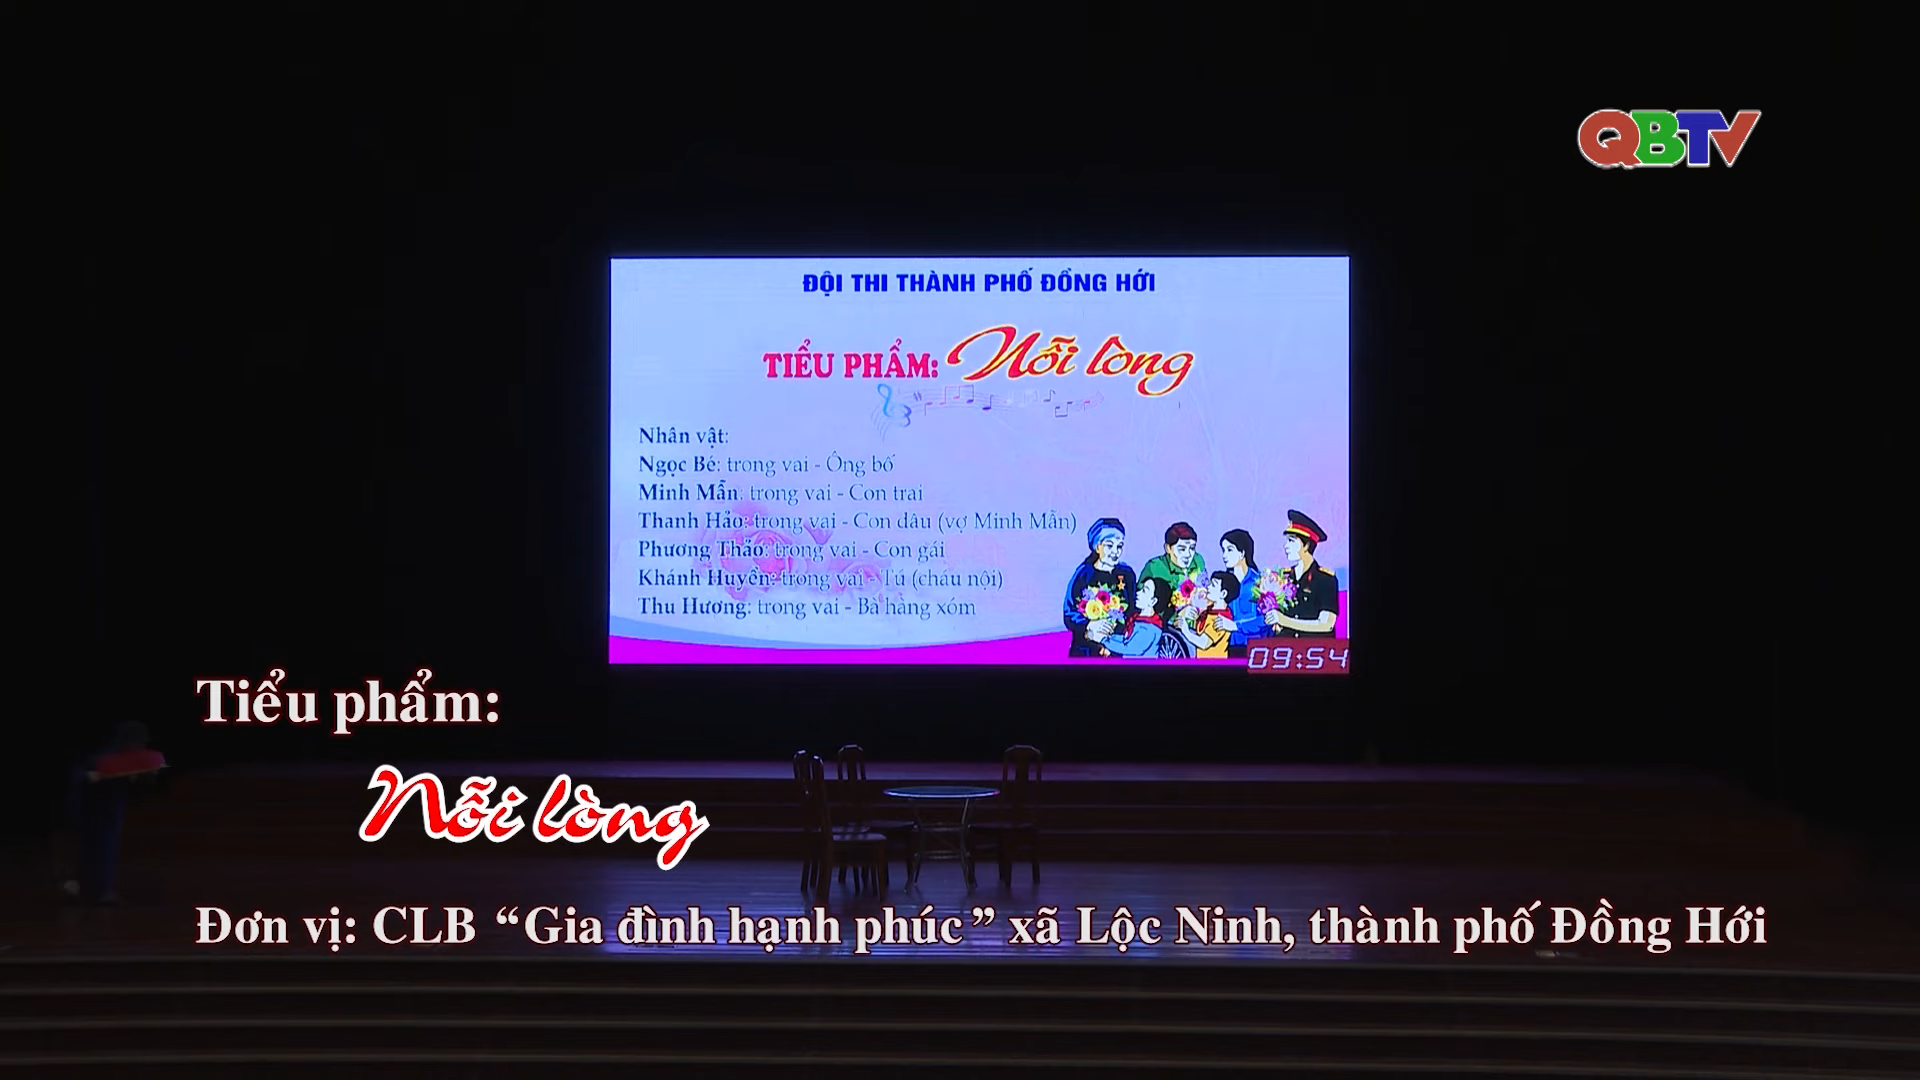 QBTV
ĐỘI THI THÀNH PHỐ ĐỒNG HỚI
TIỂU PHẨM: Nỗi lòng
Nhân vật:
Ngọc Bé: trong vai - Ông bố
Minh Mẫn: trong vai - Con trai
Thanh Hảo: trong vai - Con dâu (vợ Minh Mẫn)
Phương Thảo: trong vai - Con gái
Khánh Huyền: trong vai - Tú (cháu nội)
Thu Hương: trong vai - Bà hàng xóm
09:54
Tiểu phẩm:
Nỗi lòng
Đơn vị: CLB “Gia đình hạnh phúc” xã Lộc Ninh, thành phố Đồng Hới